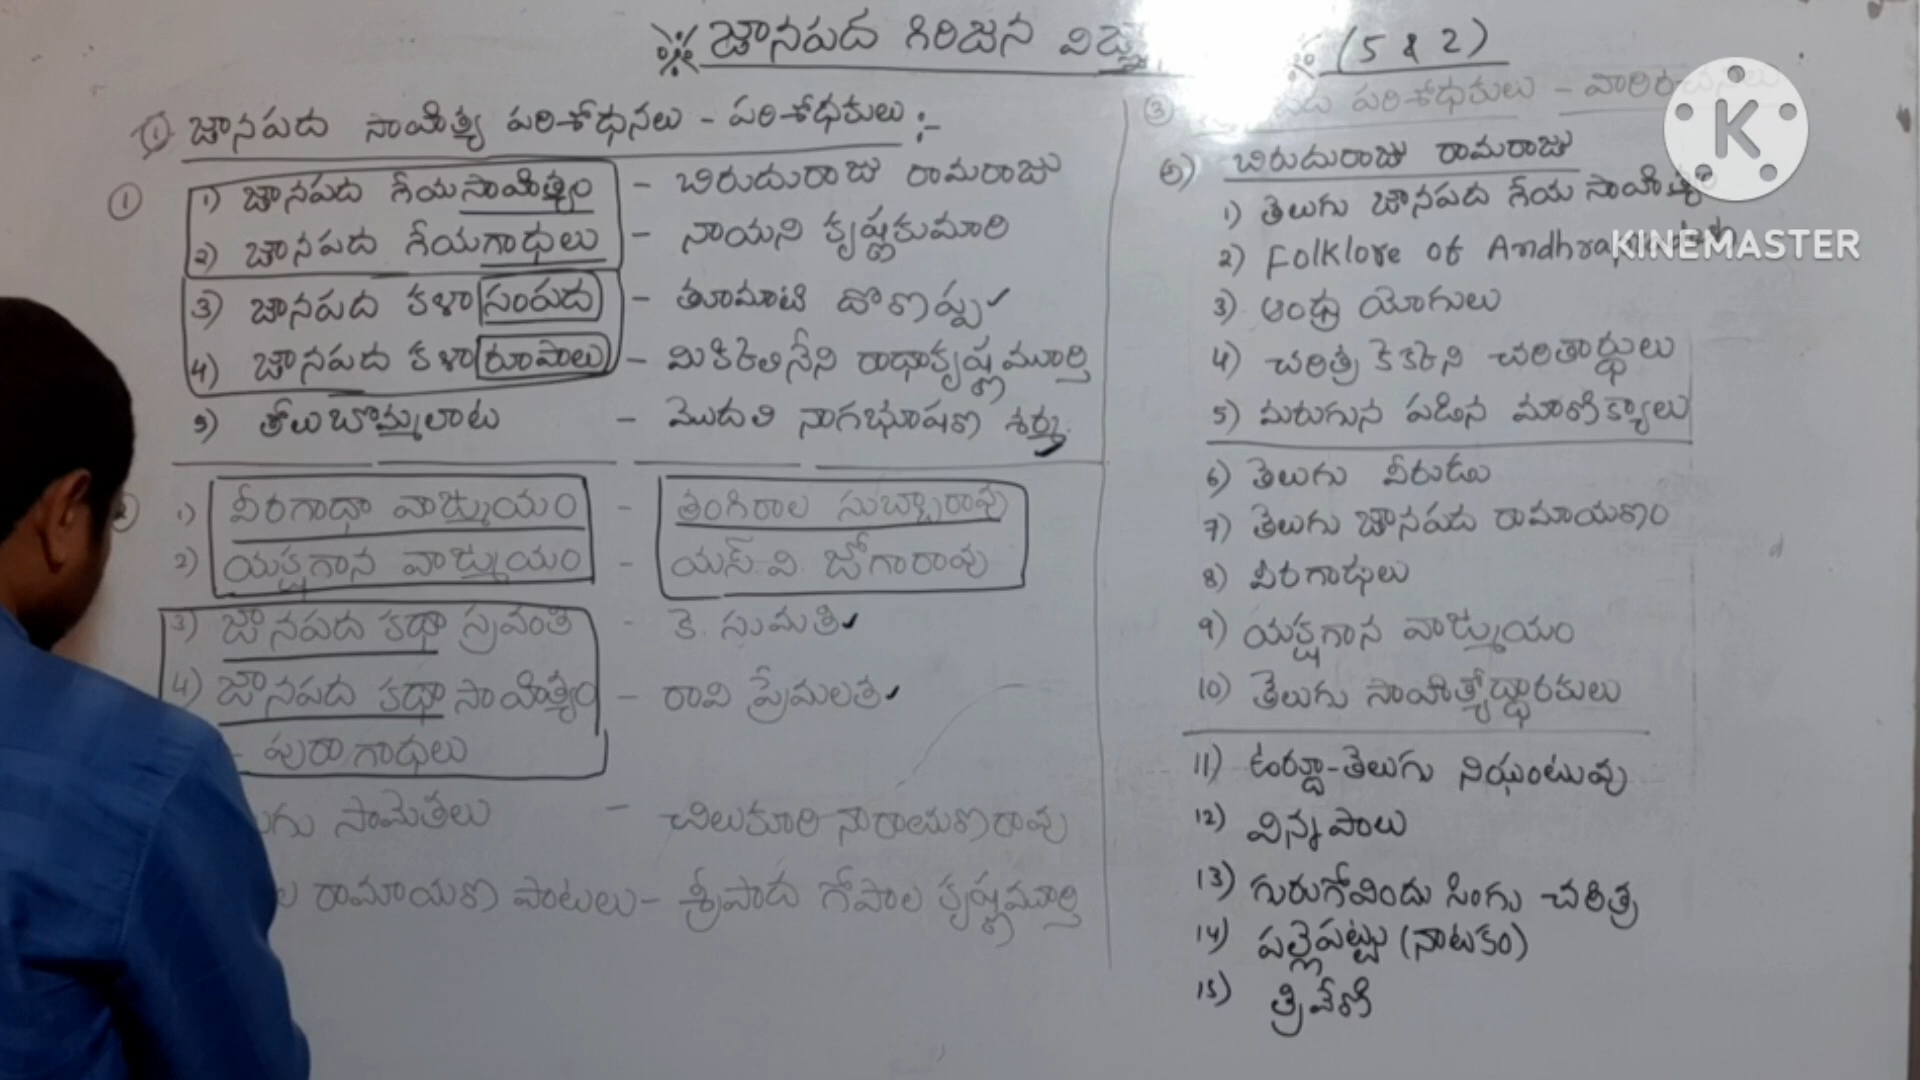 ※ జానపద గిరిజన (5 & 2)
① జానపద సాహిత్య పరిశోధనలు - పరిశోధకులు :-
① 1) జానపద గేయసాహిత్యం - బిరుదురాజు రామరాజు
2) జానపద గేయగాధలు - నాయని కృష్ణకుమారి
3) జానపద కళా సంపద - తూమాటి దొణప్ప
4) జానపద కళా రూపాలు - మిక్కిలినేని రాధాకృష్ణమూర్తి
5) తోలుబొమ్మలాట - మొదలి నాగభూషణ శర్మ
1) వీరగాథా వాఙ్మయం - తంగిరాల సుబ్బారావు
2) యక్షగాన వాఙ్మయం - యస్.వి జోగారావు
3) జానపద కథా స్రవంతి - కె. సుమతి
4) జానపద కథా సాహిత్యం - రావి ప్రేమలత
- పురాగాధలు
సామెతలు - చిలుకూరి నారాయణరావు
రామాయణ పాటలు - శ్రీపాద గోపాల కృష్ణమూర్తి
③ పరిశోధకులు -
బిరుదురాజు రామరాజు
1) తెలుగు జానపద గేయ
2) Folklore of
3) ఆంధ్ర యోగులు
4) చరిత్ర కెక్కని చరితార్థులు
5) మరుగున పడిన మాణిక్యాలు
6) తెలుగు వీరుడు
7) తెలుగు జానపద రామాయణం
8) వీరగాథలు
9) యక్షగాన వాఙ్మయం
10) తెలుగు సాహిత్యోద్ధారకులు
11) ఉర్దూ-తెలుగు నిఘంటువు
12) విన్నపాలు
13) గురుగోవిందు సింగు చరిత్ర
14) పల్లెపట్టు (నాటకం)
15) త్రివేణి
K
KINEMASTER